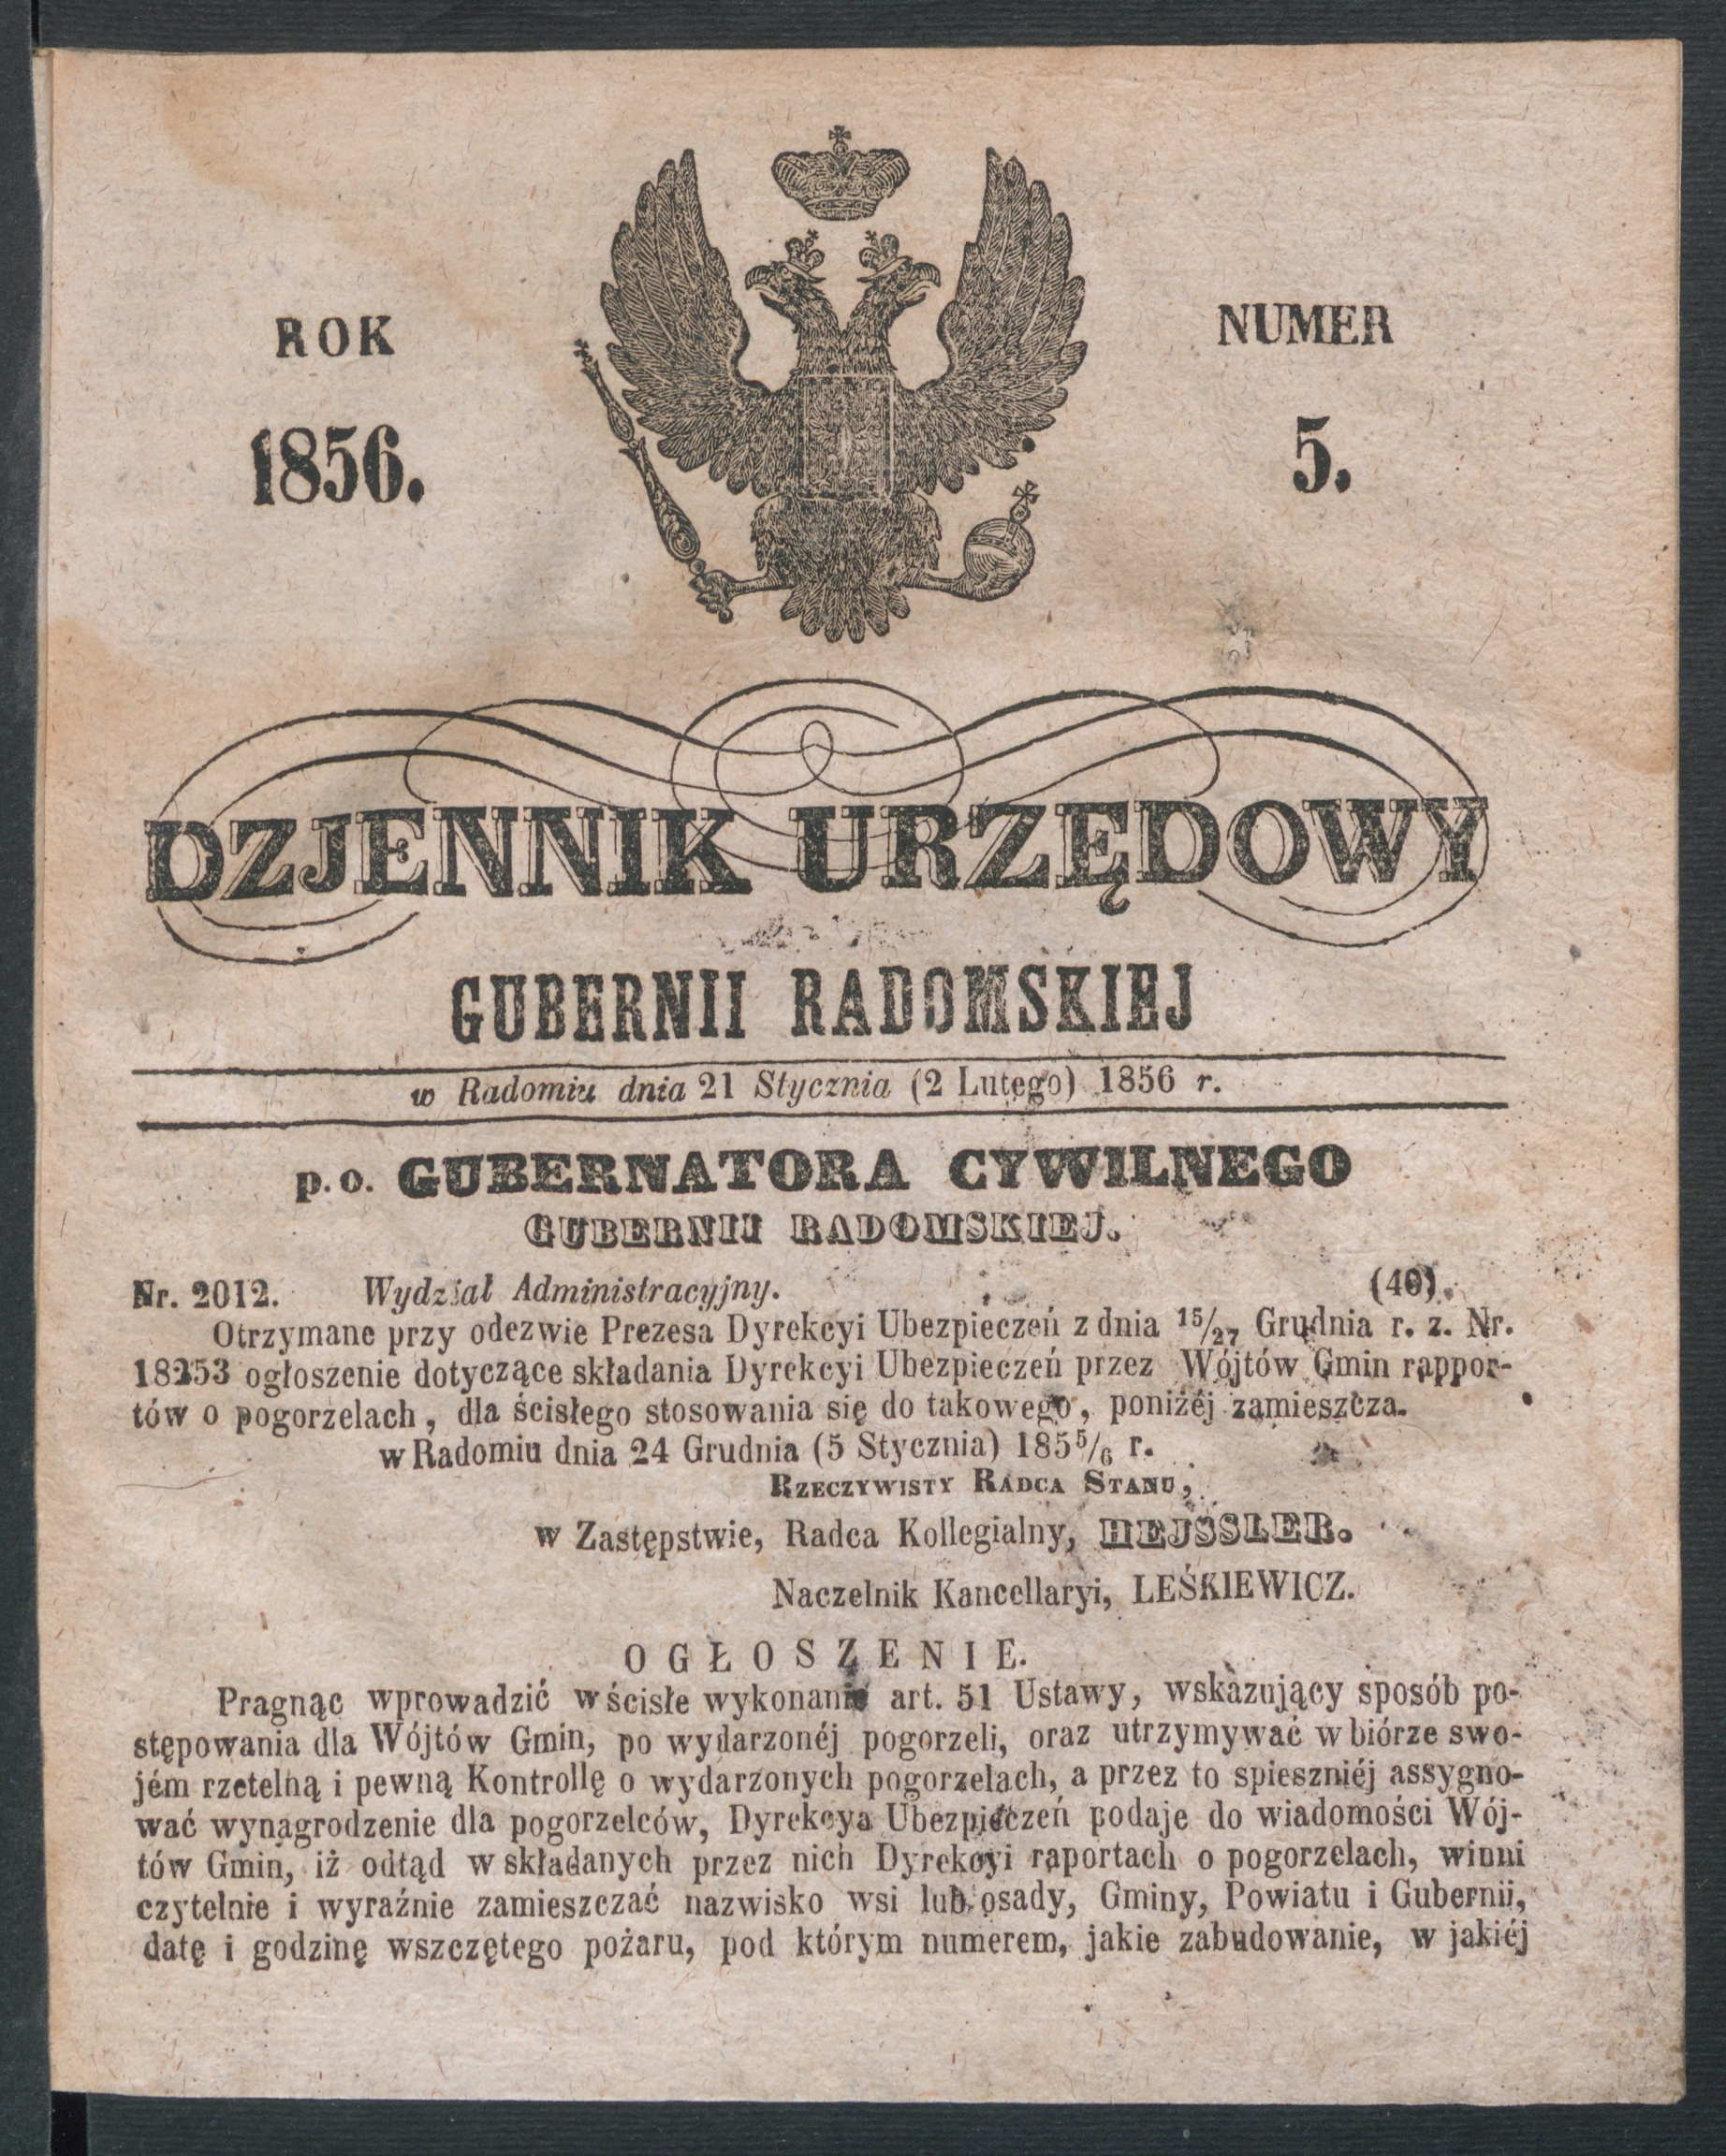 ROK
1856.
NUMER
5.
DZJENNIK URZĘDOWY
GUBERNII RADOMSKIEJ
w Radomiu dnia 21 Stycznia (2 Lutego) 1856 r.
p. o. GUBERNATORA CYWILNEGO
GUBERNII RADOMSKIEJ.
Nr. 2012. Wydział Administracyjny. (40).
Otrzymane przy odezwie Prezesa Dyrekcyi Ubezpieczeń z dnia 15/27 Grudnia r. z. Nr.
18253 ogłoszenie dotyczące składania Dyrekcyi Ubezpieczeń przez Wójtów Gmin rappor-
tów o pogorzelach, dla ścisłego stosowania się do takowego, poniźéj zamieszcza.
w Radomiu dnia 24 Grudnia (5 Stycznia) 1855/6 r.
RZECZYWISTY RADCA STANU,
w Zastępstwie, Radca Kollegialny, HEJSSLER.
Naczelnik Kancellaryi, LEŚKIEWICZ.
OGŁOSZENIE.
Pragnąc wprowadzić w ścisłe wykonanie art. 51 Ustawy, wskazujący sposób po-
stępowania dla Wójtów Gmin, po wydarzonéj pogorzeli, oraz utrzymywać w biórze swo-
jém rzetelną i pewną Kontrollę o wydarzonych pogorzelach, a przez to spieszniéj assygno-
wać wynagrodzenie dla pogorzelców, Dyrekcya Ubezpieczeń podaje do wiadomości Wój-
tów Gmin, iż odtąd w składanych przez nich Dyrekcyi raportach o pogorzelach, winni
czytelnie i wyraźnie zamieszczać nazwisko wsi lub osady, Gminy, Powiatu i Gubernii,
datę i godzinę wszczętego pożaru, pod którym numerem, jakie zabudowanie, w jakiéj